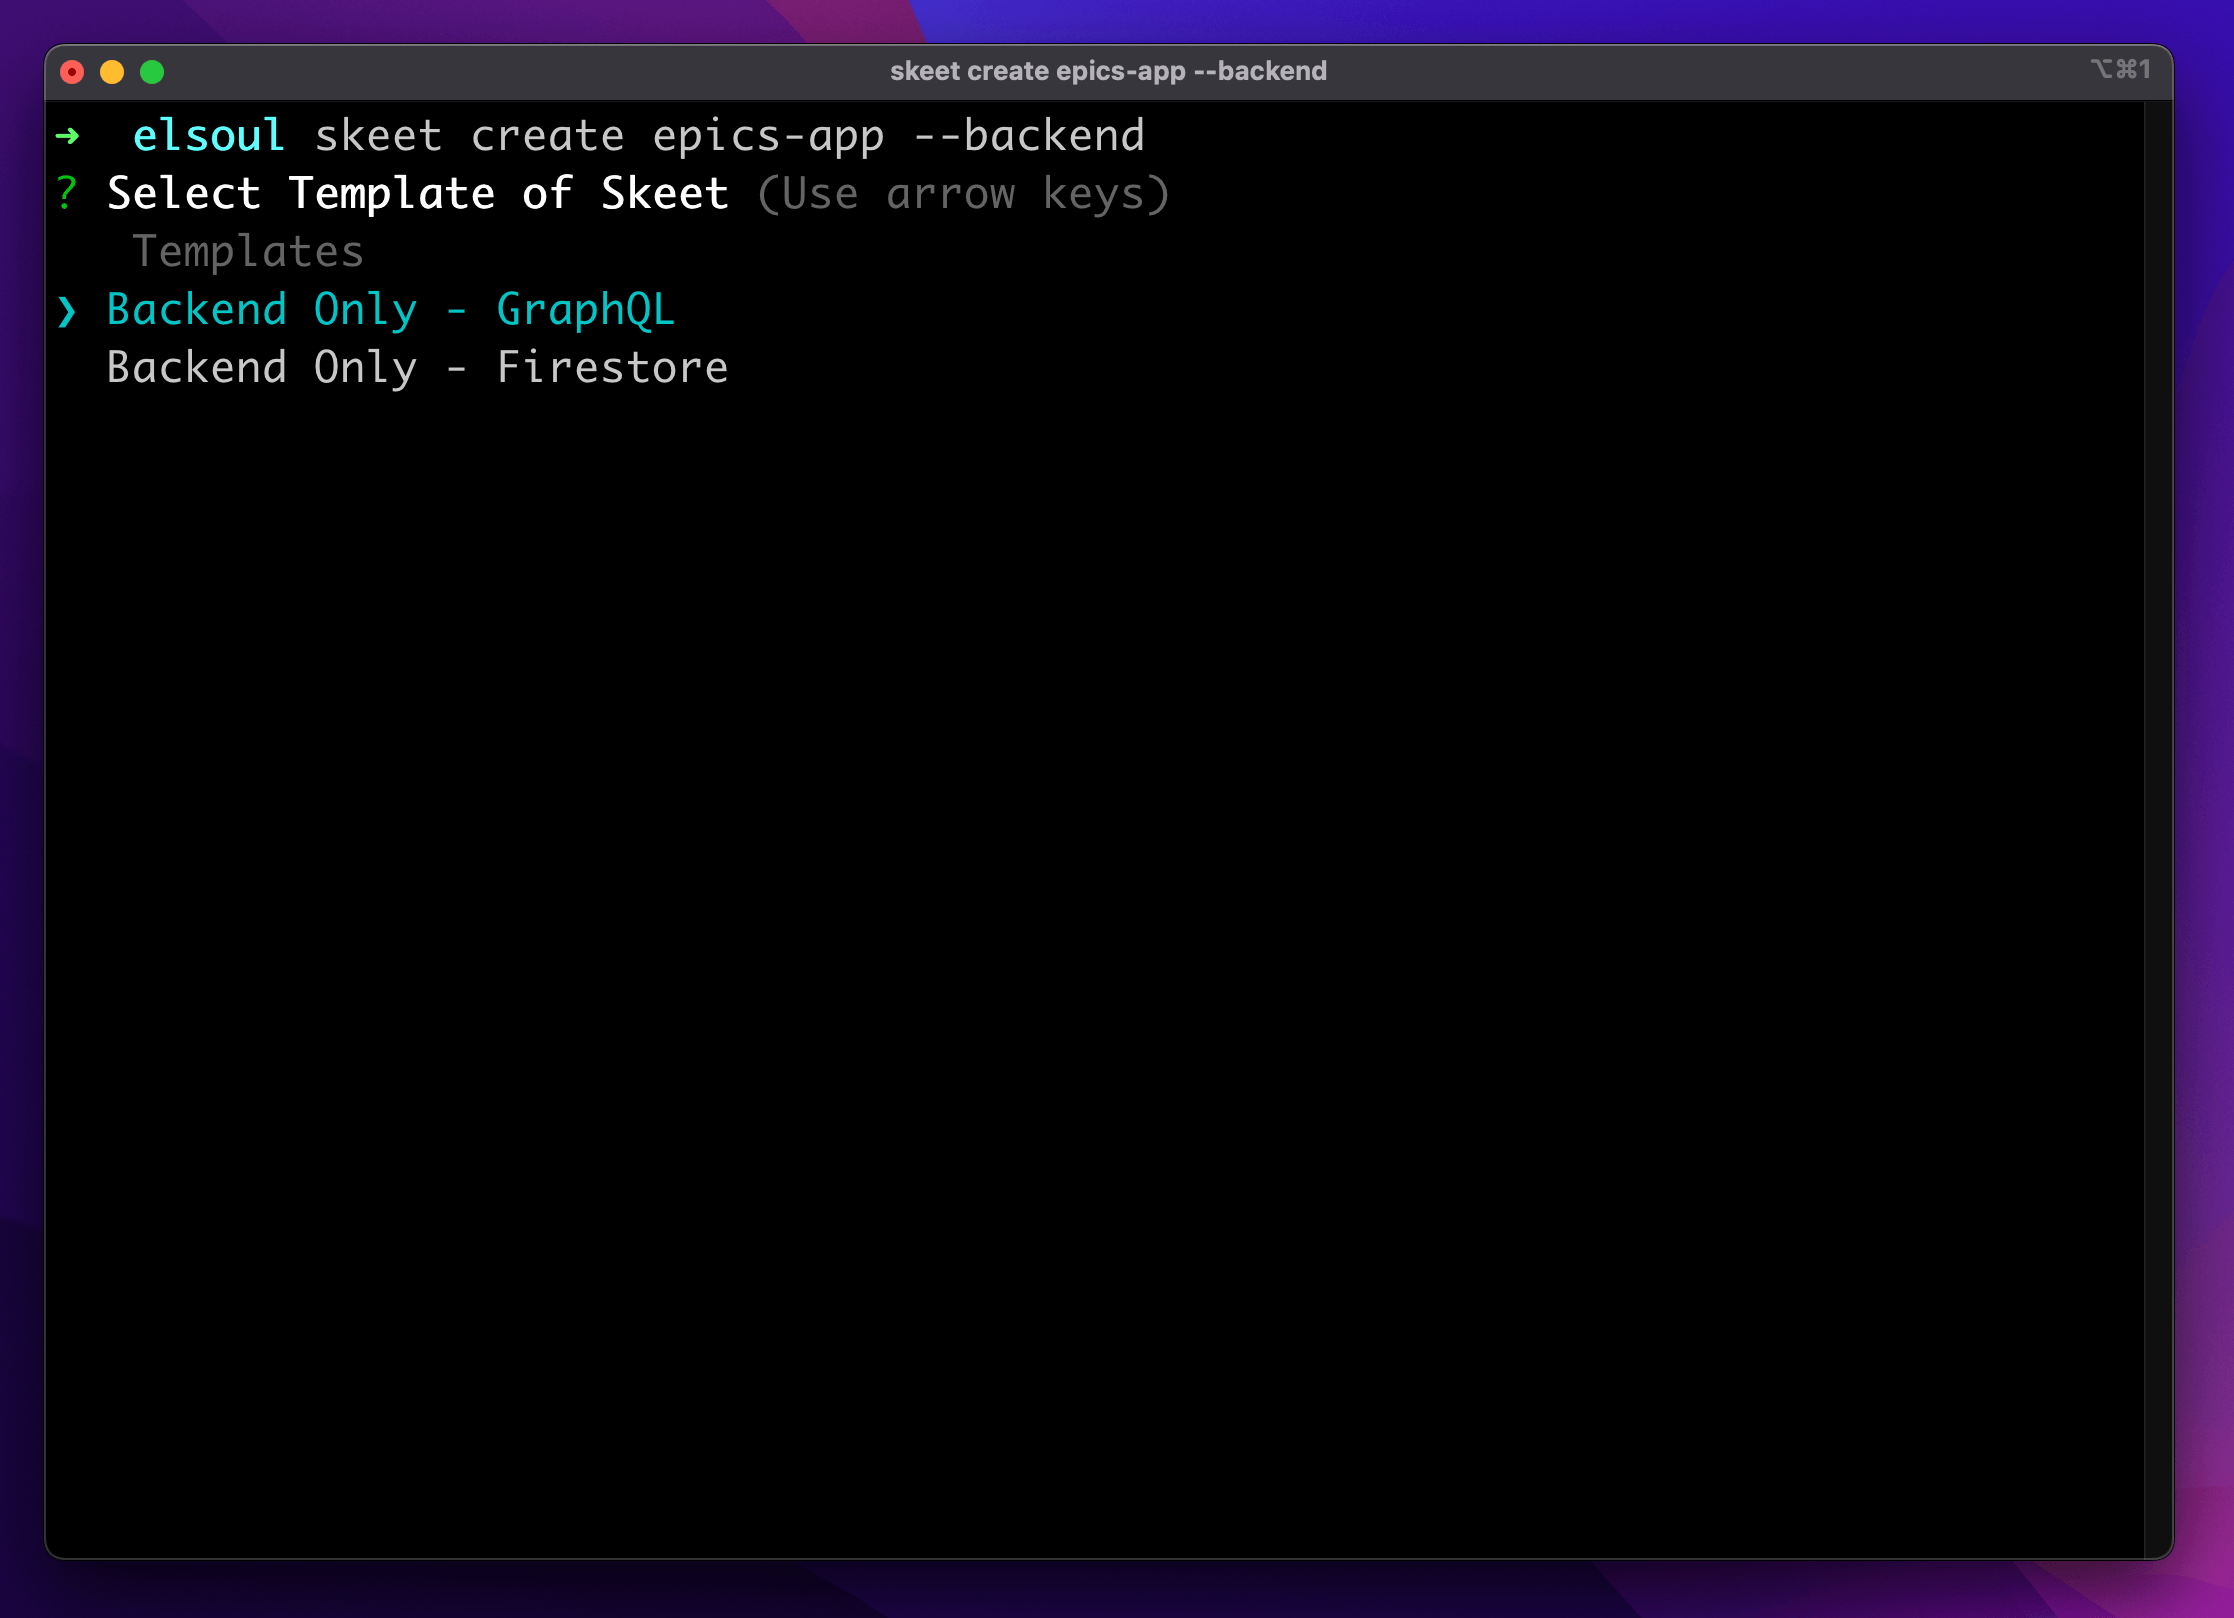 skeet create epics-app --backend
⌥⌘1
➜ elsoul skeet create epics-app --backend
? Select Template of Skeet (Use arrow keys)
Templates
❯ Backend Only - GraphQL
Backend Only - Firestore